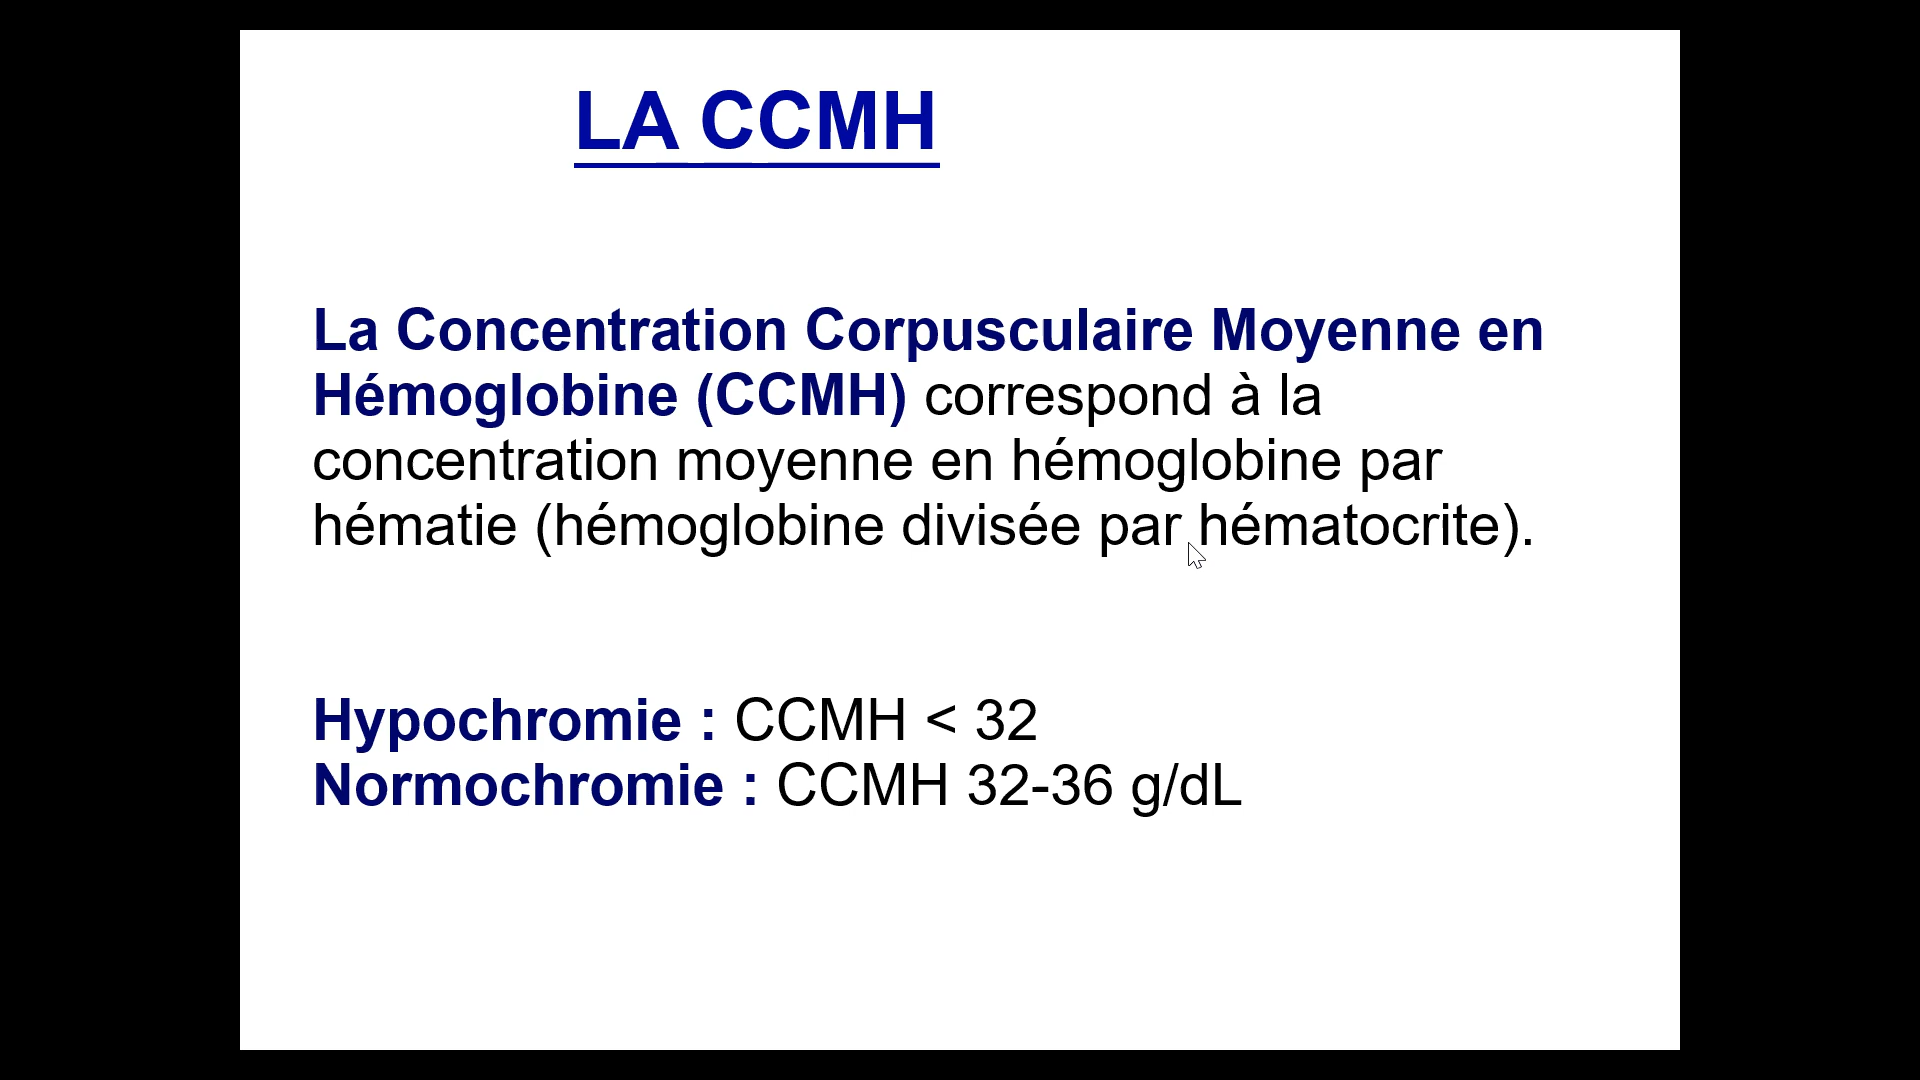 LA CCMH
La Concentration Corpusculaire Moyenne en
Hémoglobine (CCMH) correspond à la
concentration moyenne en hémoglobine par
hématie (hémoglobine divisée par hématocrite).
Hypochromie : CCMH < 32
Normochromie : CCMH 32-36 g/dL